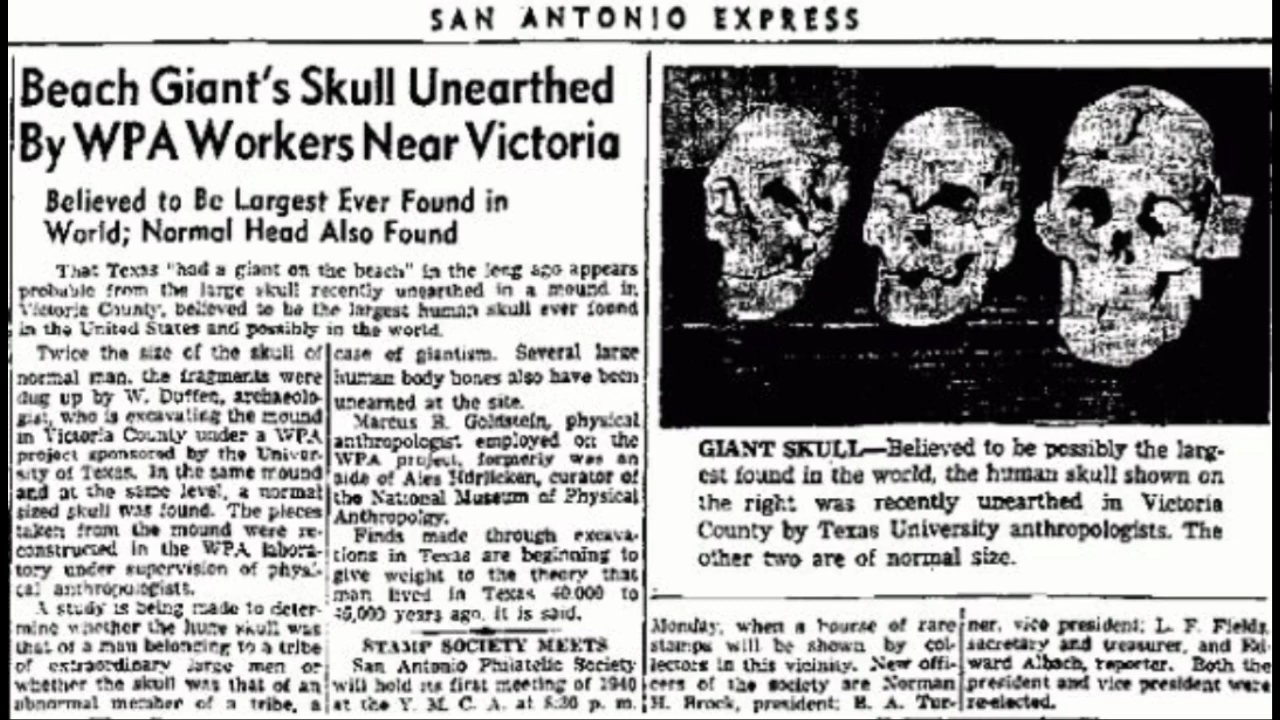 SAN ANTONIO EXPRESS
Beach Giant's Skull Unearthed
By WPA Workers Near Victoria
Believed to Be Largest Ever Found in
World; Normal Head Also Found
That Texas "had a giant on the beach" in the long ago appears
probable from the large skull recently unearthed in a mound in
Victoria County, believed to be the largest human skull ever found
in the United States and possibly in the world.
Twice the size of the skull of
normal man, the fragments were
dug up by W. Duffen, archaeolo-
gist, who is excavating the mound
in Victoria County under a WPA
project sponsored by the Univer-
sity of Texas. In the same mound
and at the same level, a normal
sized skull was found. The pieces
taken from the mound were re-
constructed in the WPA labora-
tory under supervision of physi-
cal anthropologists.
A study is being made to deter-
mine whether the huge skull was
that of a man belonging to a tribe
of extraordinary large men or
whether the skull was that of an
abnormal member of a tribe, a
case of giantism. Several large
human body bones also have been
unearned at the site.
Marcus R. Goldstein, physical
anthropologist employed on the
WPA project, formerly was an
aide of Ales Hdrlicken, curator of
the National Museum of Physical
Anthropolgy.
Finds made through excava-
tions in Texas are beginning to
give weight to the theory that
man lived in Texas 40,000 to
45,000 years ago, it is said.
STAMP SOCIETY MEETS
San Antonio Philatelic Society
will hold its first meeting of 1940
at the Y. M. C. A. at 8:30 p. m.
GIANT SKULL—Believed to be possibly the larg-
est found in the world, the human skull shown on
the right was recently unearthed in Victoria
County by Texas University anthropologists. The
other two are of normal size.
Monday, when a bourse of rare
stamps will be shown by col-
lectors in this vicinity. New offi-
cers of the society are Norman
H. Brock, president; E. A. Tur-
ner, vice president; L. F. Fields,
secretary and treasurer, and Ed-
ward Albach, reporter. Both the
president and vice president were
re-elected.